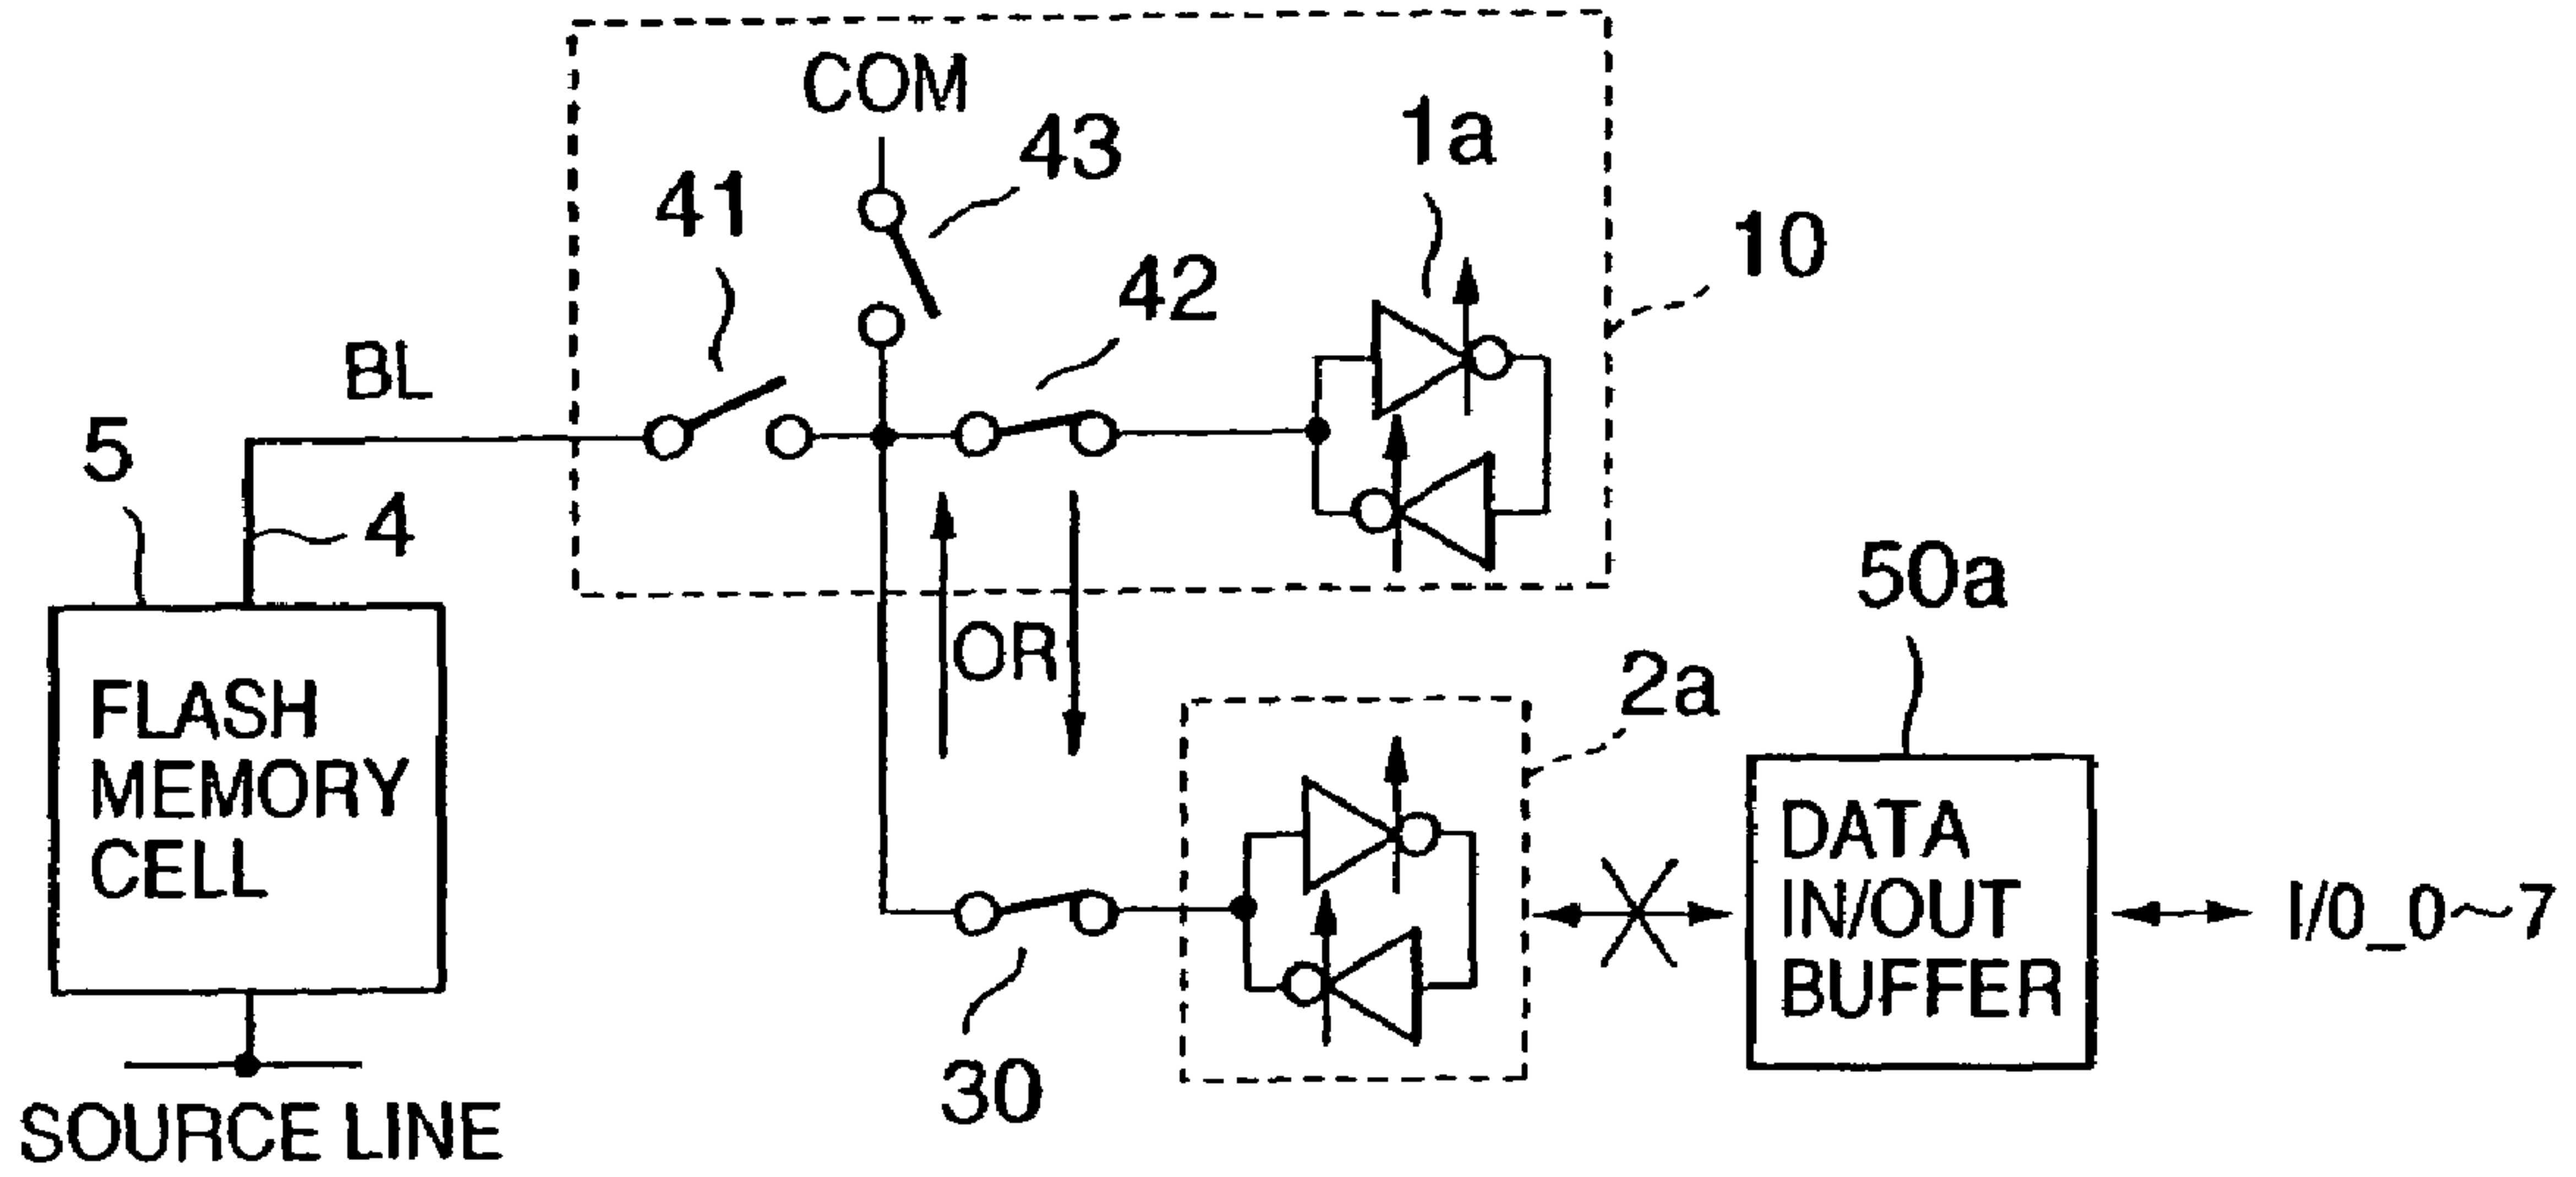 COM
43
1a
41
10
42
BL
5
4
50a
OR
2a
FLASH
MEMORY
CELL
DATA
IN/OUT
BUFFER
I/0_0~7
30
SOURCE LINE